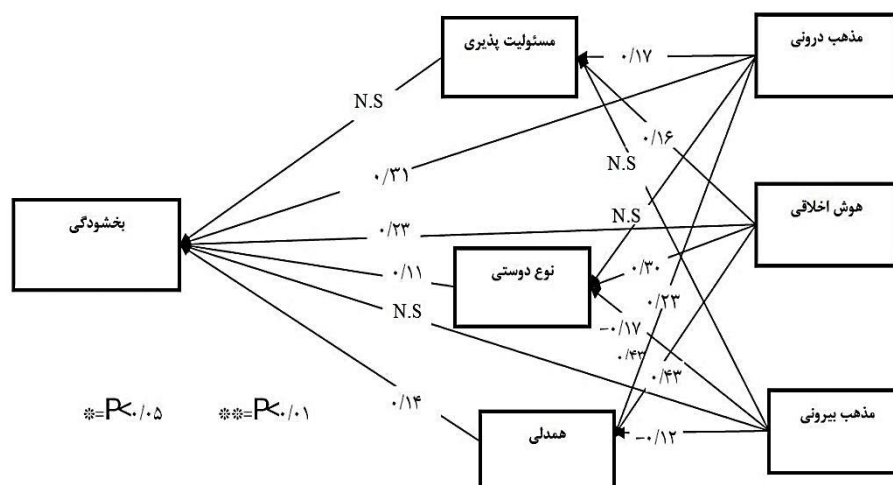 مذهب درونی
مسئولیت پذیری
۰/۱۷
N.S
۰/۱۶
N.S
۰/۳۱
هوش اخلاقی
بخشودگی
N.S
۰/۲۳
نوع دوستی
۰/۳۰
۰/۱۱
۰/۲۳
N.S
-۰/۱۷
۰/۴۳
۰/۴۳
مذهب بیرونی
۰/۱۴
*=P<۰/۰۵
**=P<۰/۰۱
همدلی
-۰/۱۲